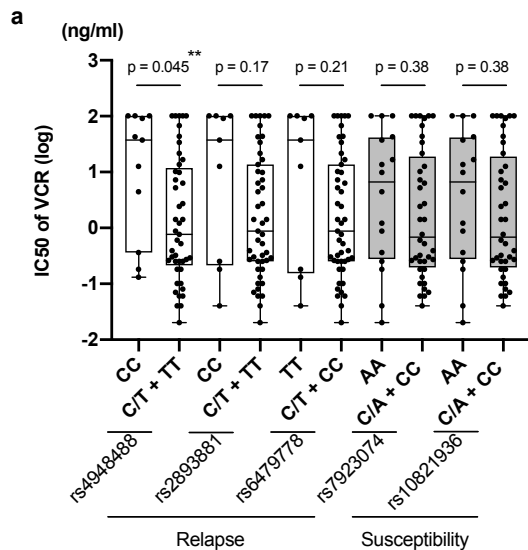 a
(ng/ml)
**
p = 0.045 p = 0.17 p = 0.21 p = 0.38 p = 0.38
IC50 of VCR (log)
3
2
1
0
-1
-2
CC C/T + TT CC C/T + TT TT C/T + CC AA C/A + CC AA C/A + CC
rs4948488 rs2893881 rs6479778 rs7923074 rs10821936
Relapse Susceptibility